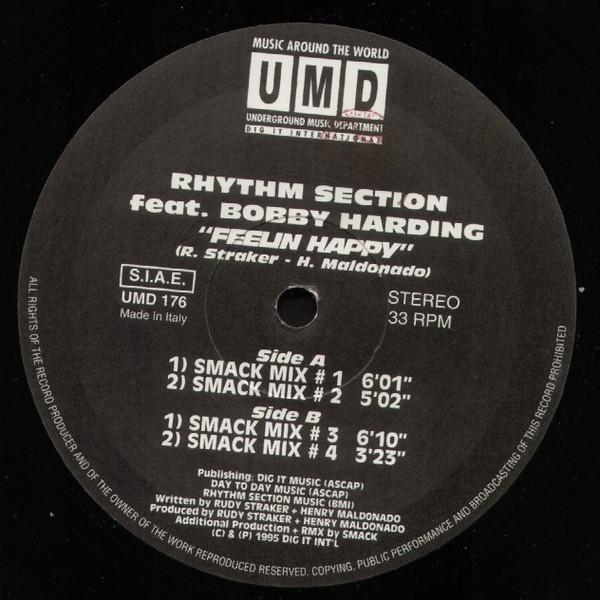 MUSIC AROUND THE WORLD
UMD
UNDERGROUND MUSIC DEPARTMENT
DIG IT INTERNATIONAL
RHYTHM SECTION
feat. BOBBY HARDING
"FEELIN HAPPY"
(R. Straker - H. Maldonado)
S.I.A.E.
UMD 176
Made in Italy
STEREO
33 RPM
Side A
1) SMACK MIX # 1 6'01"
2) SMACK MIX # 2 5'02"
Side B
1) SMACK MIX # 3 6'10"
2) SMACK MIX # 4 3'23"
Publishing: DIG IT MUSIC (ASCAP)
DAY TO DAY MUSIC (ASCAP)
RHYTHM SECTION MUSIC (BMI)
Written by RUDY STRAKER + HENRY MALDONADO
Produced by RUDY STRAKER + HENRY MALDONADO
Additional Production + RMX by SMACK
(C) & (P) 1995 DIG IT INT'L
ALL RIGHTS OF THE RECORD PRODUCER AND OF THE OWNER OF THE WORK REPRODUCED RESERVED. COPYING, PUBLIC PERFORMANCE AND BROADCASTING OF THIS RECORD PROHIBITED